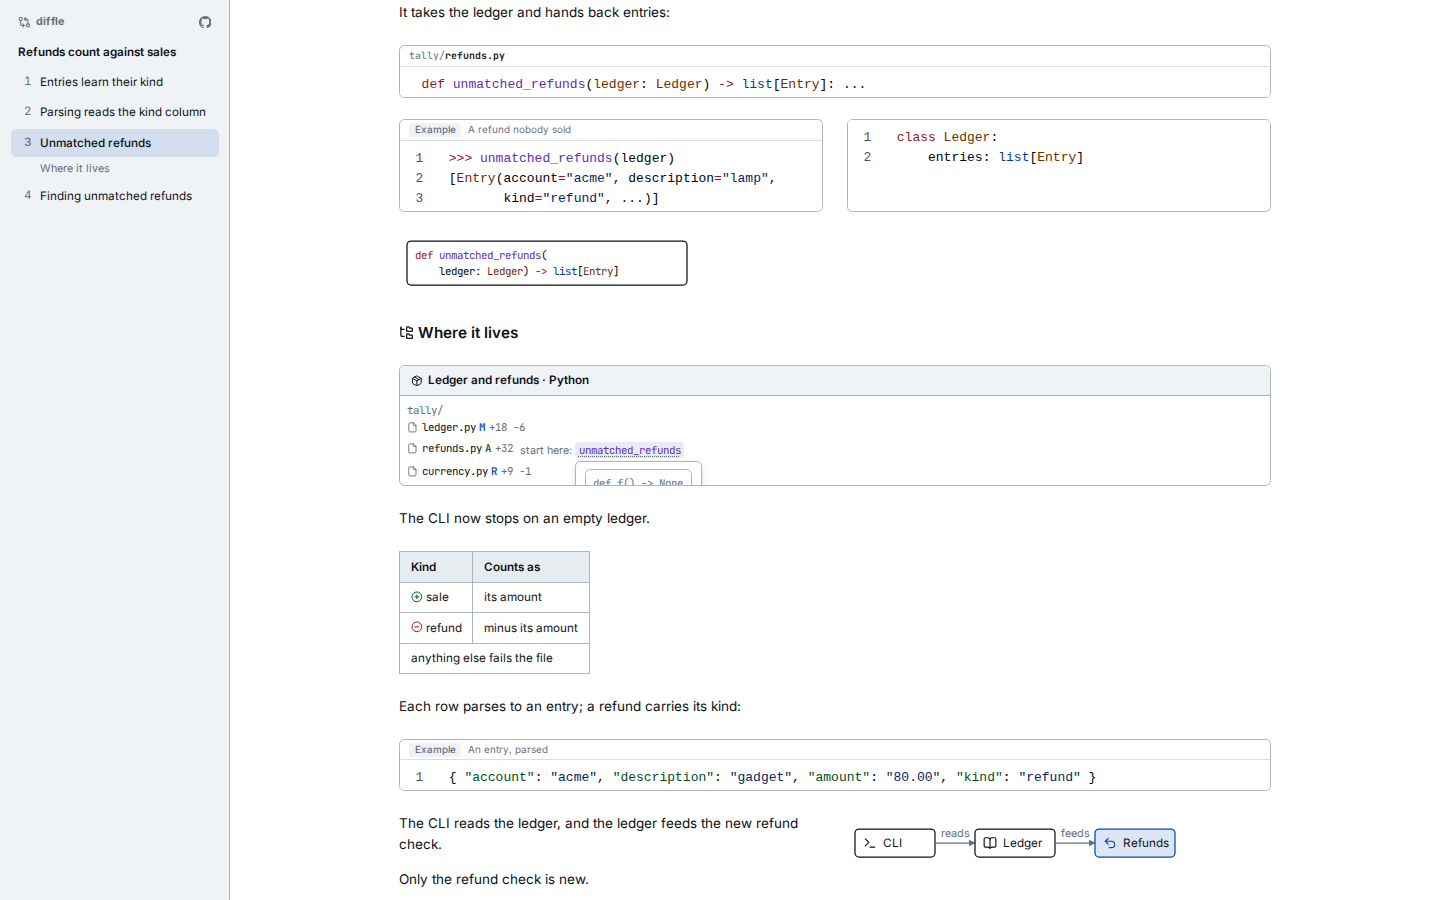 diffle
Refunds count against sales
1 Entries learn their kind
2 Parsing reads the kind column
3 Unmatched refunds
Where it lives
4 Finding unmatched refunds
It takes the ledger and hands back entries:
tally/refunds.py
def unmatched_refunds(ledger: Ledger) -> list[Entry]: ...
Example A refund nobody sold
1 >>> unmatched_refunds(ledger)
2 [Entry(account="acme", description="lamp",
3 kind="refund", ...)]
1 class Ledger:
2 entries: list[Entry]
def unmatched_refunds(
ledger: Ledger) -> list[Entry]
Where it lives
Ledger and refunds · Python
tally/
ledger.py M +18 -6
refunds.py A +32 start here: unmatched_refunds
currency.py R +9 -1
def f() -> None
The CLI now stops on an empty ledger.
Kind Counts as
sale its amount
refund minus its amount
anything else fails the file
Each row parses to an entry; a refund carries its kind:
Example An entry, parsed
1 { "account": "acme", "description": "gadget", "amount": "80.00", "kind": "refund" }
The CLI reads the ledger, and the ledger feeds the new refund
check.
Only the refund check is new.
CLI reads Ledger feeds Refunds